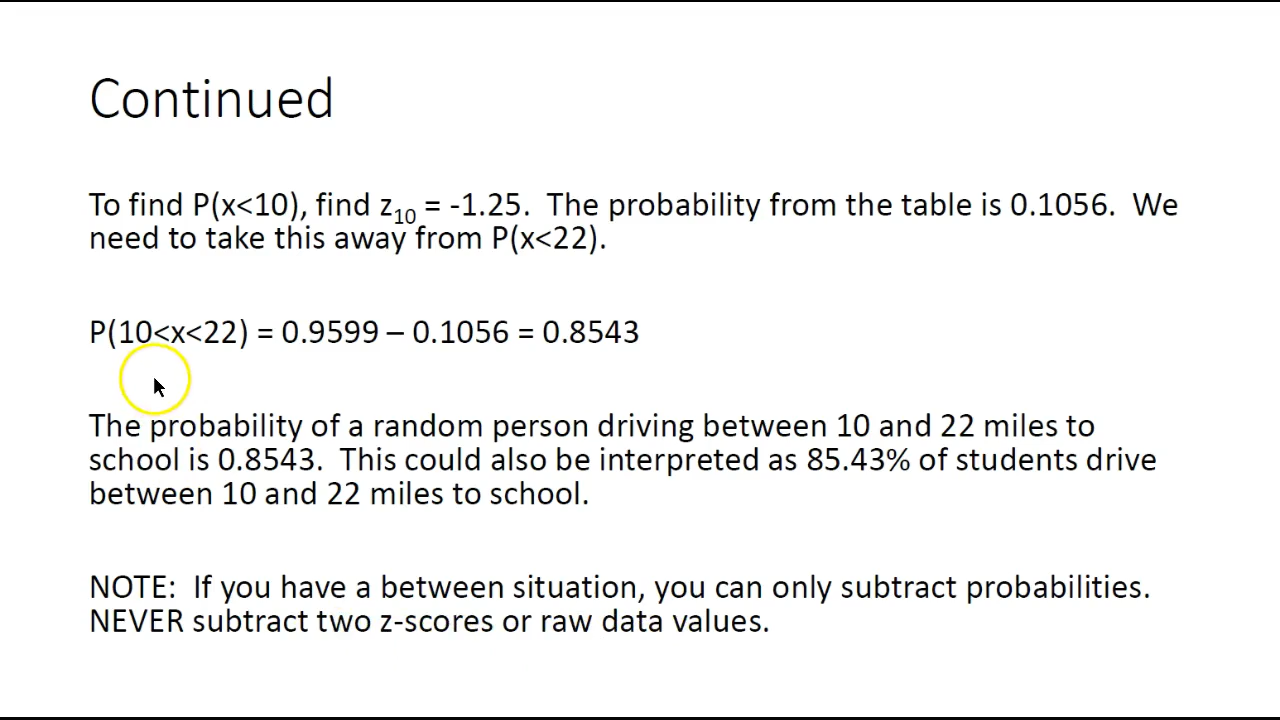 Continued
To find P(x<10), find z₁₀ = -1.25.  The probability from the table is 0.1056.  We
need to take this away from P(x<22).
P(10<x<22) = 0.9599 – 0.1056 = 0.8543
The probability of a random person driving between 10 and 22 miles to
school is 0.8543.  This could also be interpreted as 85.43% of students drive
between 10 and 22 miles to school.
NOTE:  If you have a between situation, you can only subtract probabilities.
NEVER subtract two z-scores or raw data values.